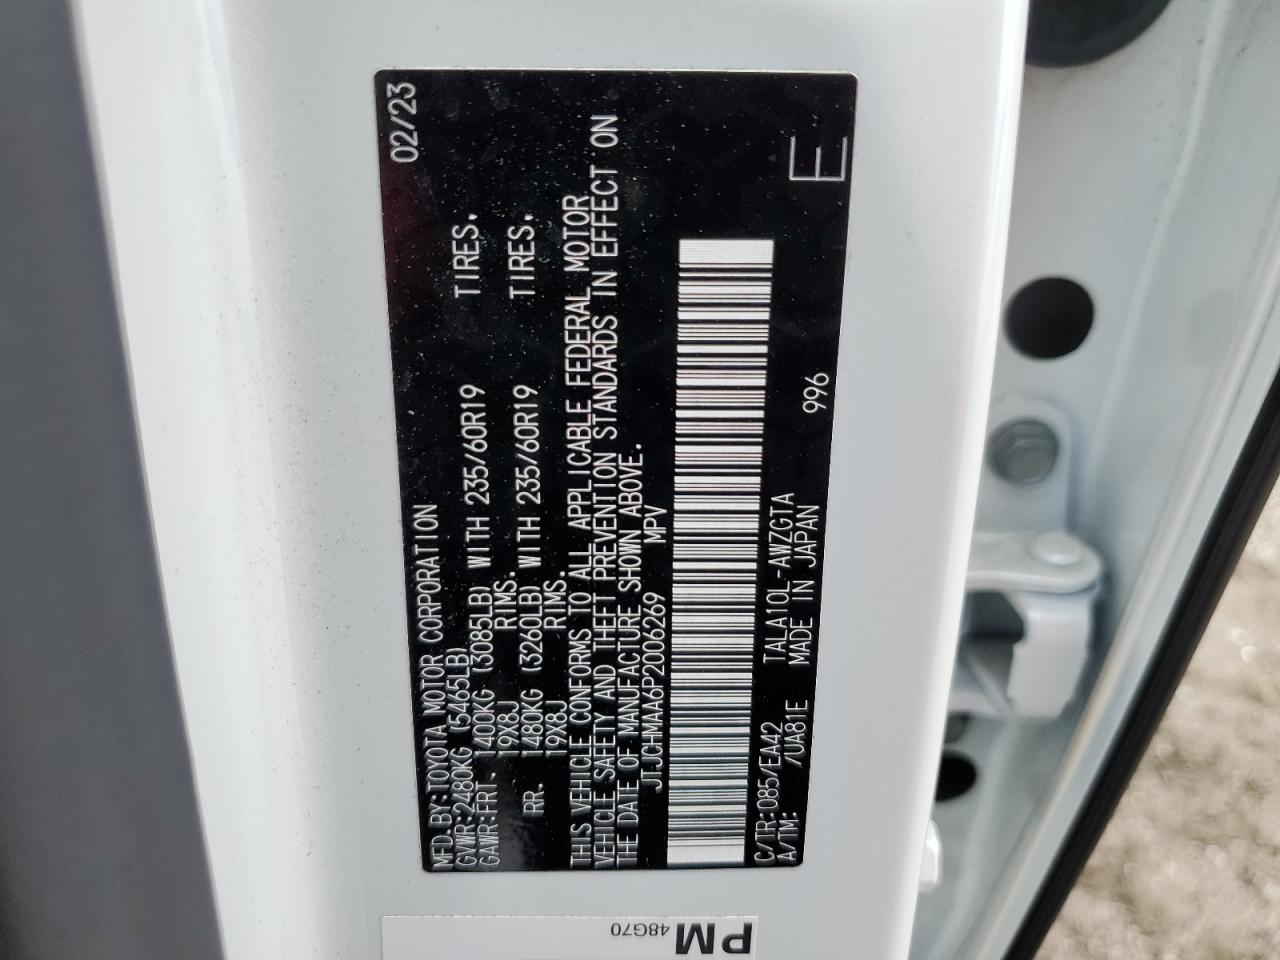 MFD.BY:TOYOTA MOTOR CORPORATION 02/23
GVWR:2480KG (5465LB)
GAWR:FRT. 1400KG (3085LB) WITH 235/60R19 TIRES.
19X8J RIMS.
RR. 1480KG (3260LB) WITH 235/60R19 TIRES.
19X8J RIMS.
THIS VEHICLE CONFORMS TO ALL APPLICABLE FEDERAL MOTOR
VEHICLE SAFETY AND THEFT PREVENTION STANDARDS IN EFFECT ON
THE DATE OF MANUFACTURE SHOWN ABOVE.
JTJCHMAA6P2006269 MPV
C/TR:085/EA42 TALA10L-AWZGTA
A/TM: /UA81E MADE IN JAPAN 996 E
PM
48G70